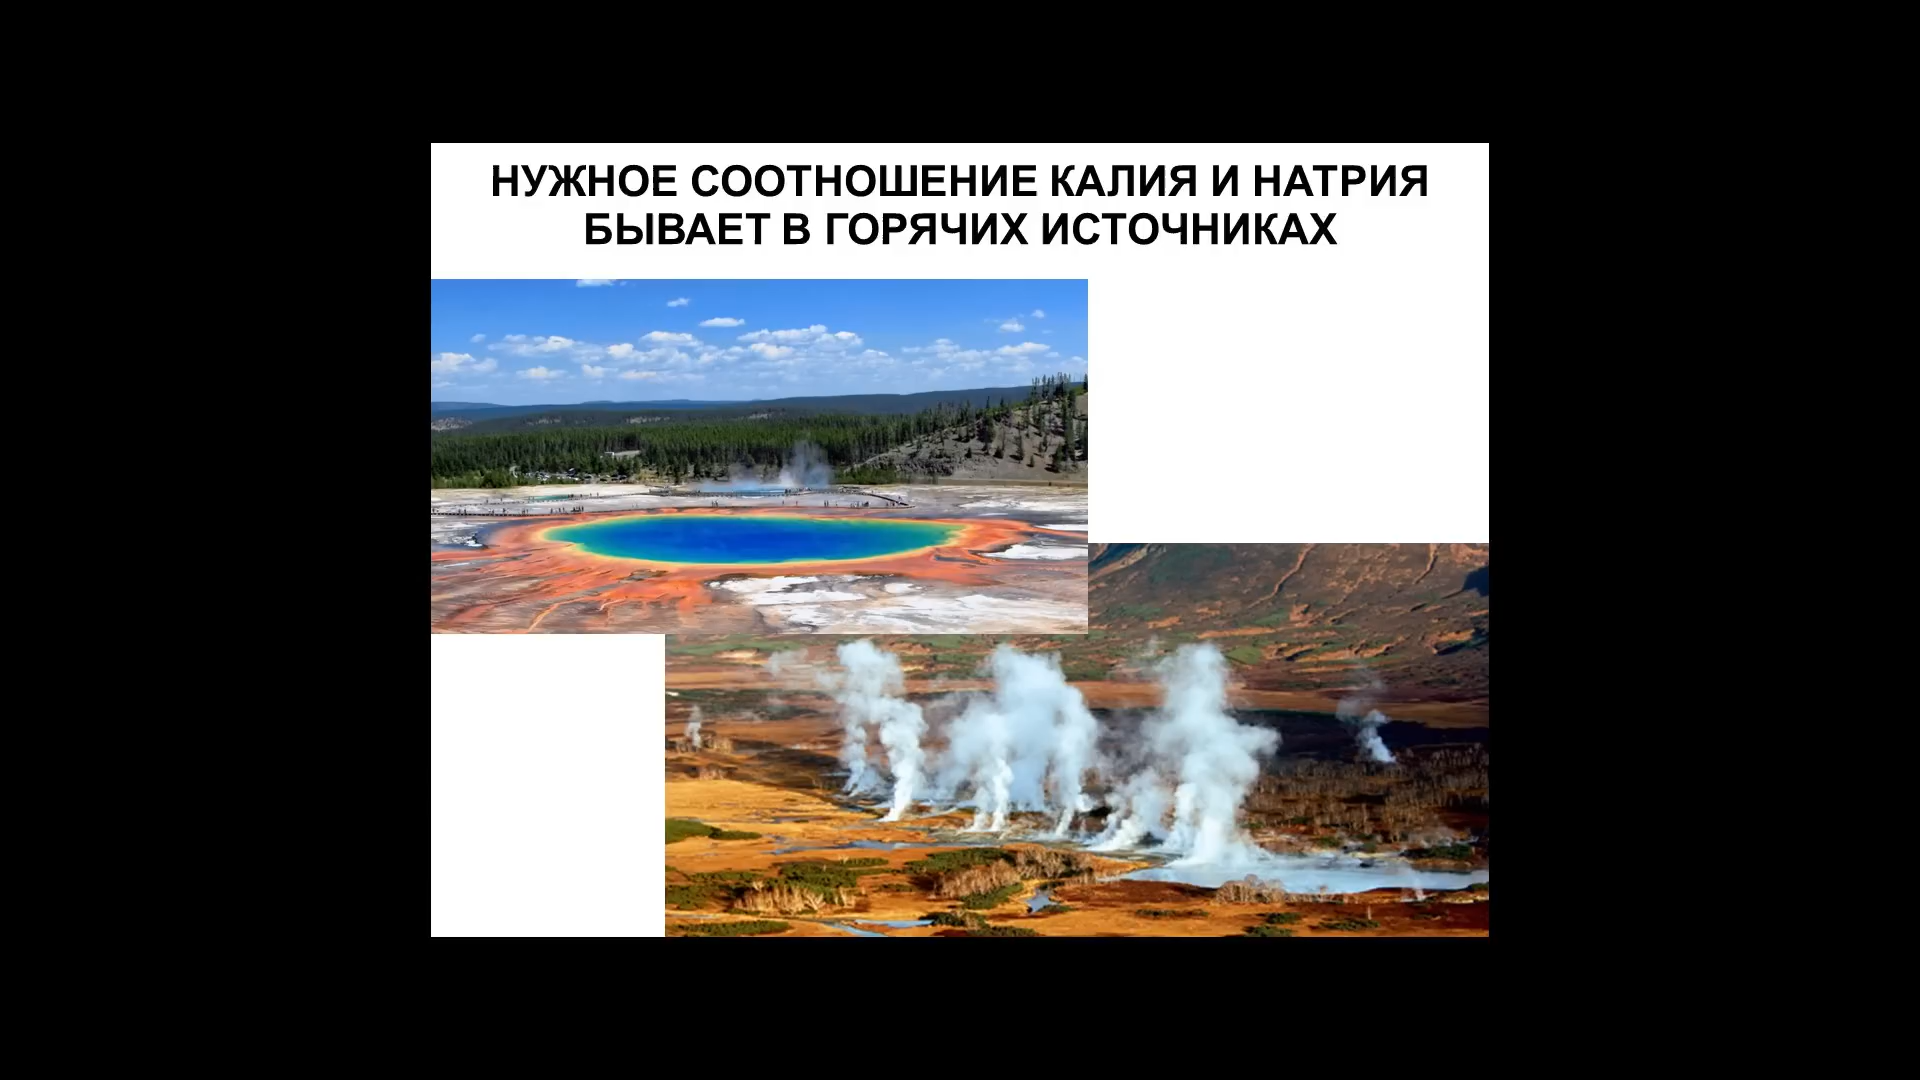 НУЖНОЕ СООТНОШЕНИЕ КАЛИЯ И НАТРИЯ
БЫВАЕТ В ГОРЯЧИХ ИСТОЧНИКАХ